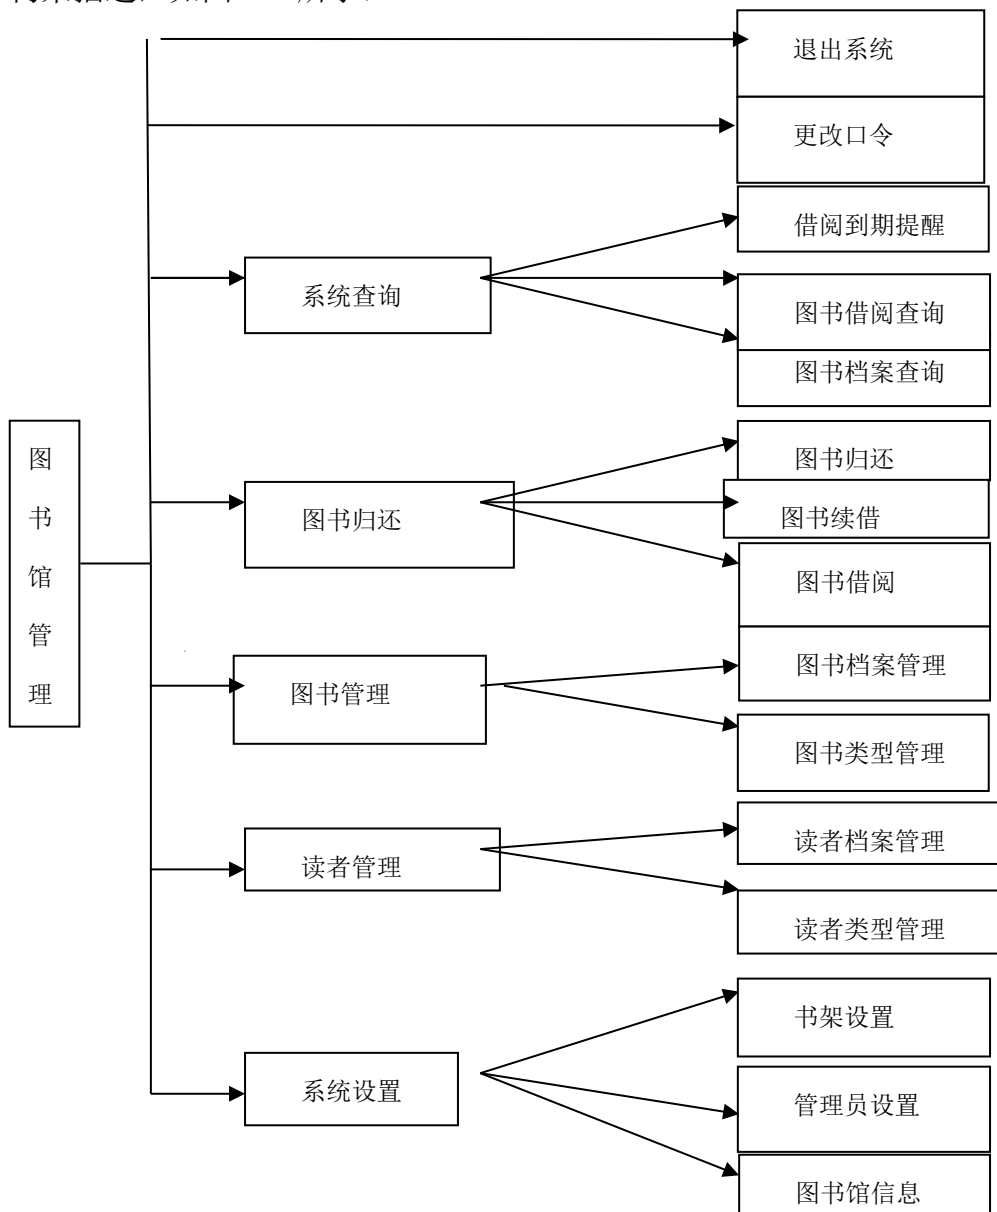 退出系统
更改口令
借阅到期提醒
系统查询
图书借阅查询
图书档案查询
图书馆管理
图书归还
图书归还
图书续借
图书借阅
图书管理
图书档案管理
图书类型管理
读者管理
读者档案管理
读者类型管理
系统设置
书架设置
管理员设置
图书馆信息